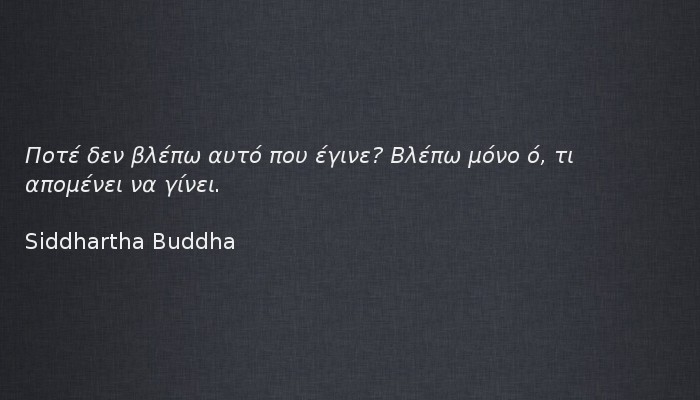 Ποτέ δεν βλέπω αυτό που έγινε? Βλέπω μόνο ό, τι
απομένει να γίνει.
Siddhartha Buddha